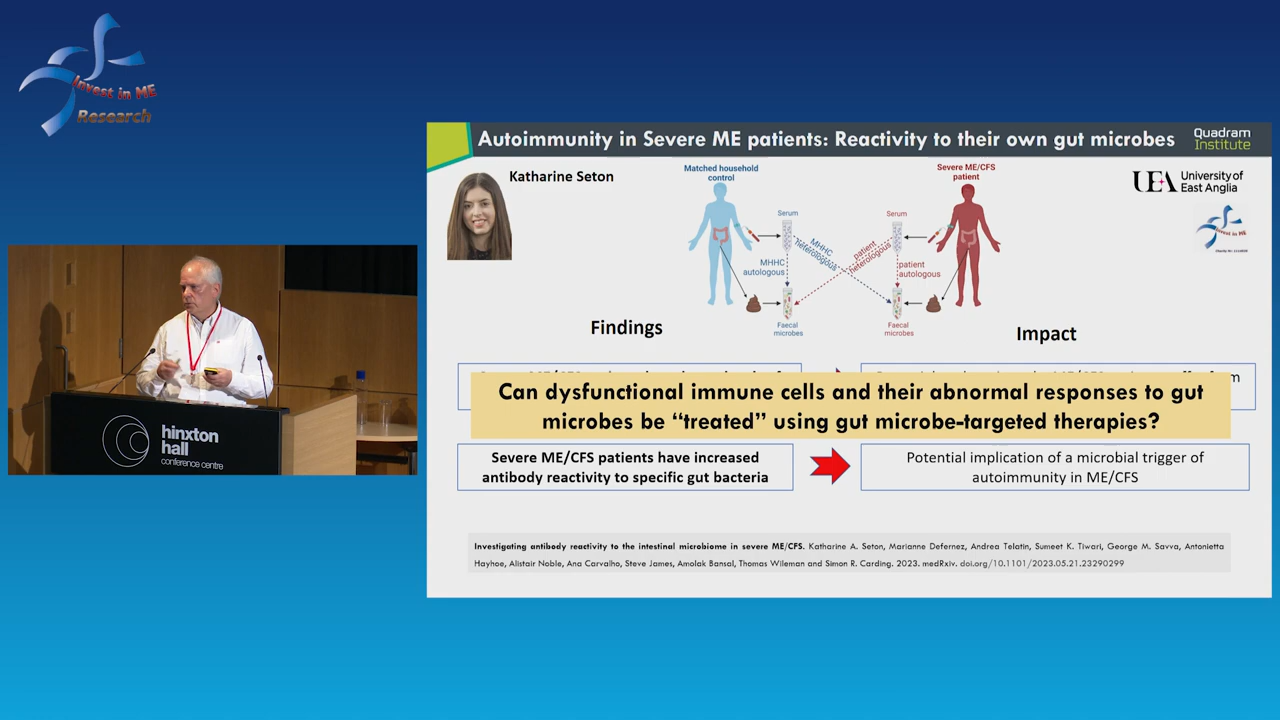 Invest in ME
Research
Autoimmunity in Severe ME patients: Reactivity to their own gut microbes
Quadram
Institute
Katharine Seton
Matched household
control
Severe ME/CFS
patient
UEA University of
East Anglia
Serum
Serum
MHHC
heterologous
patient
heterologous
MHHC
autologous
patient
autologous
Invest in ME
Faecal
microbes
Faecal
microbes
Findings
Impact
Can dysfunctional immune cells and their abnormal responses to gut
microbes be “treated” using gut microbe-targeted therapies?
Severe ME/CFS patients have increased
antibody reactivity to specific gut bacteria
Potential implication of a microbial trigger of
autoimmunity in ME/CFS
Investigating antibody reactivity to the intestinal microbiome in severe ME/CFS. Katharine A. Seton, Marianne Defernez, Andrea Telatin, Sumeet K. Tiwari, George M. Savva, Antonietta
Hayhoe, Alistair Noble, Ana Carvalho, Steve James, Amolak Bansal, Thomas Wileman and Simon R. Carding. 2023. medRxiv. doi.org/10.1101/2023.05.21.23290299
hinxton
hall
conference centre